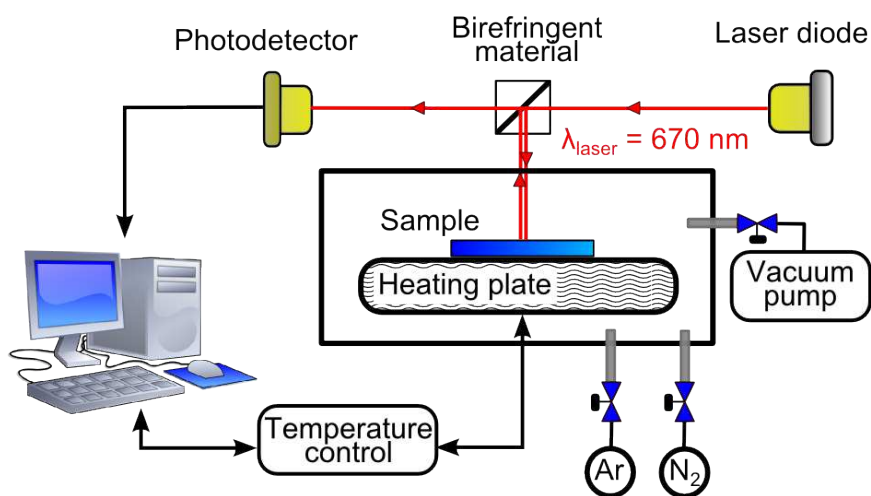 Photodetector
Birefringent
material
Laser diode
λlaser = 670 nm
Sample
Heating plate
Vacuum
pump
Temperature
control
Ar
N2